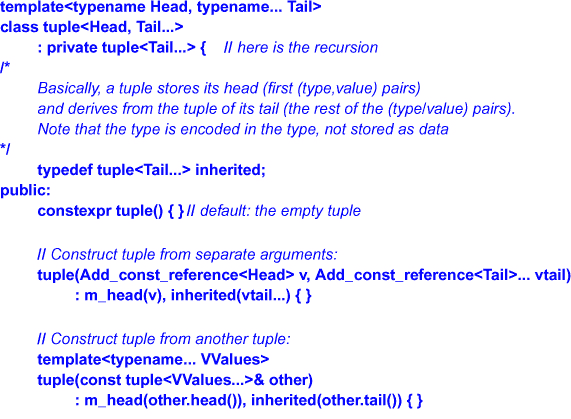 template<typename Head, typename... Tail>
class tuple<Head, Tail...>
: private tuple<Tail...> { // here is the recursion
/*
Basically, a tuple stores its head (first (type,value) pairs)
and derives from the tuple of its tail (the rest of the (type/value) pairs).
Note that the type is encoded in the type, not stored as data
*/
typedef tuple<Tail...> inherited;
public:
constexpr tuple() { } // default: the empty tuple
// Construct tuple from separate arguments:
tuple(Add_const_reference<Head> v, Add_const_reference<Tail>... vtail)
: m_head(v), inherited(vtail...) { }
// Construct tuple from another tuple:
template<typename... VValues>
tuple(const tuple<VValues...>& other)
: m_head(other.head()), inherited(other.tail()) { }